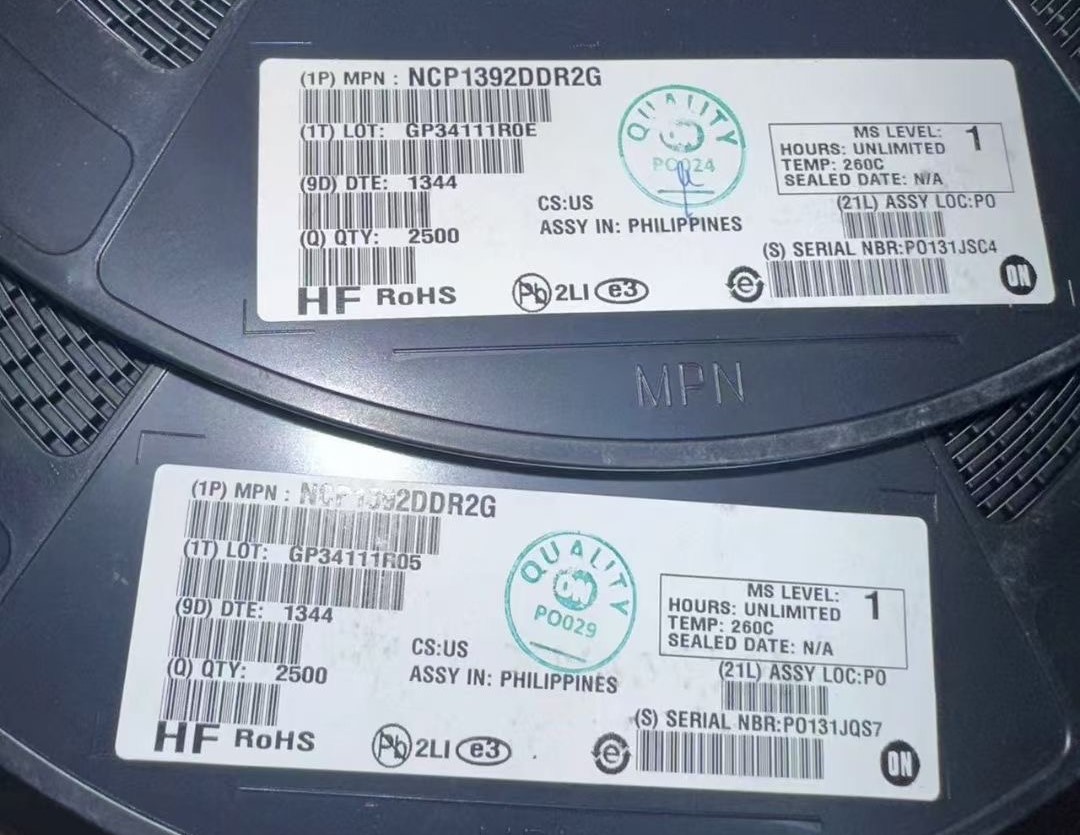 (1P) MPN : NCP1392DDR2G
(1T) LOT: GP34111R0E
(9D) DTE: 1344
(Q) QTY: 2500
HF RoHS
CS:US
ASSY IN: PHILIPPINES
Pb 2LI e3
QUALITY
ON
PO024
MS LEVEL: 1
HOURS: UNLIMITED
TEMP: 260C
SEALED DATE: N/A
(21L) ASSY LOC:PO
(S) SERIAL NBR:PO131JSC4
e
ON
MPN
(1P) MPN : NCP1392DDR2G
(1T) LOT: GP34111R05
(9D) DTE: 1344
(Q) QTY: 2500
HF RoHS
CS:US
ASSY IN: PHILIPPINES
Pb 2LI e3
QUALITY
ON
PO029
MS LEVEL: 1
HOURS: UNLIMITED
TEMP: 260C
SEALED DATE: N/A
(21L) ASSY LOC:PO
(S) SERIAL NBR:PO131JQS7
e
ON